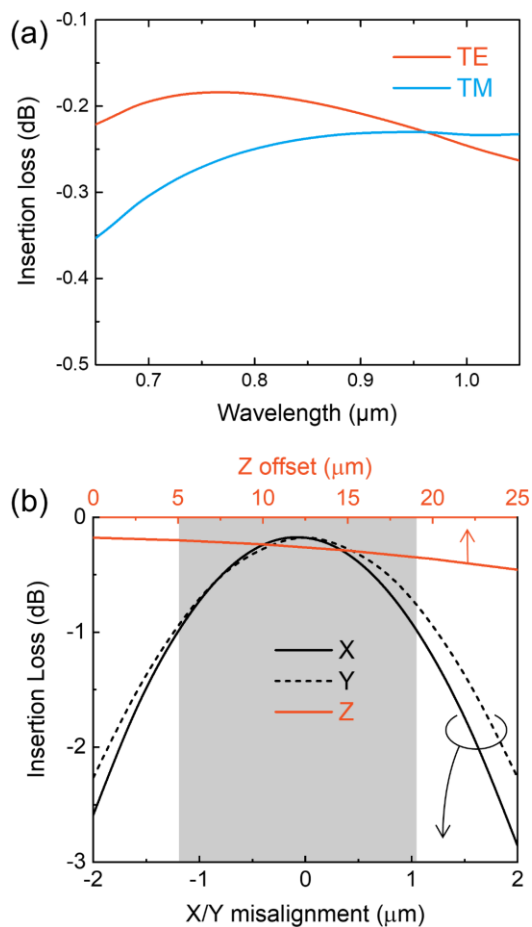 (a)
-0.1
-0.2
-0.3
-0.4
-0.5
Insertion loss (dB)
TE
TM
0.7 0.8 0.9 1.0
Wavelength (µm)
(b)
Z offset (µm)
0 5 10 15 20 25
0
-1
-2
-3
Insertion Loss (dB)
X
Y
Z
-2 -1 0 1 2
X/Y misalignment (µm)